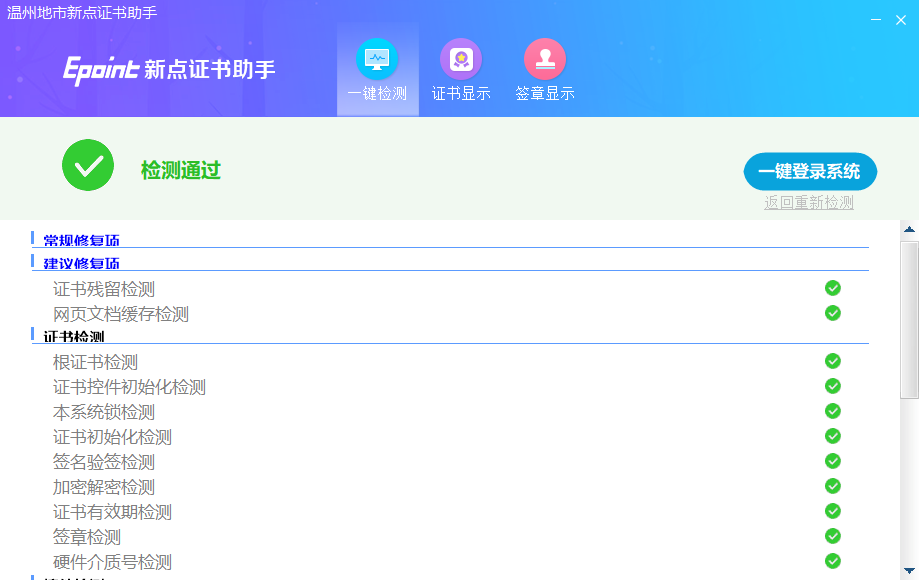 温州地市新点证书助手
Epoint 新点证书助手
一键检测 证书显示 签章显示
检测通过
一键登录系统
返回重新检测
常规修复项
建议修复项
证书残留检测
网页文档缓存检测
证书检测
根证书检测
证书控件初始化检测
本系统锁检测
证书初始化检测
签名验签检测
加密解密检测
证书有效期检测
签章检测
硬件介质号检测